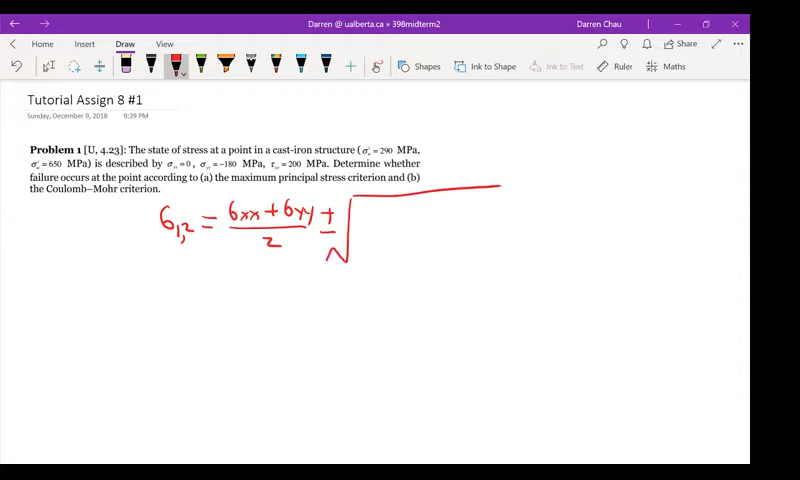 Darren @ ualberta.ca » 398midterm2
Darren Chau
Home Insert Draw View
Share
Shapes Ink to Shape Ink to Text Ruler Maths
Tutorial Assign 8 #1
Sunday, December 9, 2018 9:39 PM
Problem 1 [U, 4.23]: The state of stress at a point in a cast-iron structure (σᵤ = 290 MPa,
σ'ᵤ = 650 MPa) is described by σₓₓ = 0, σᵧᵧ = −180 MPa, τₓᵧ = 200 MPa. Determine whether
failure occurs at the point according to (a) the maximum principal stress criterion and (b)
the Coulomb–Mohr criterion.
σ1,2 = σxx + σyy / 2 ± √